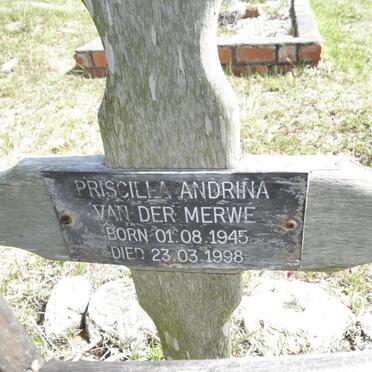 PRISCILLA ANDRINA
VAN DER MERWE
BORN 01.08.1945
DIED 23.03.1998